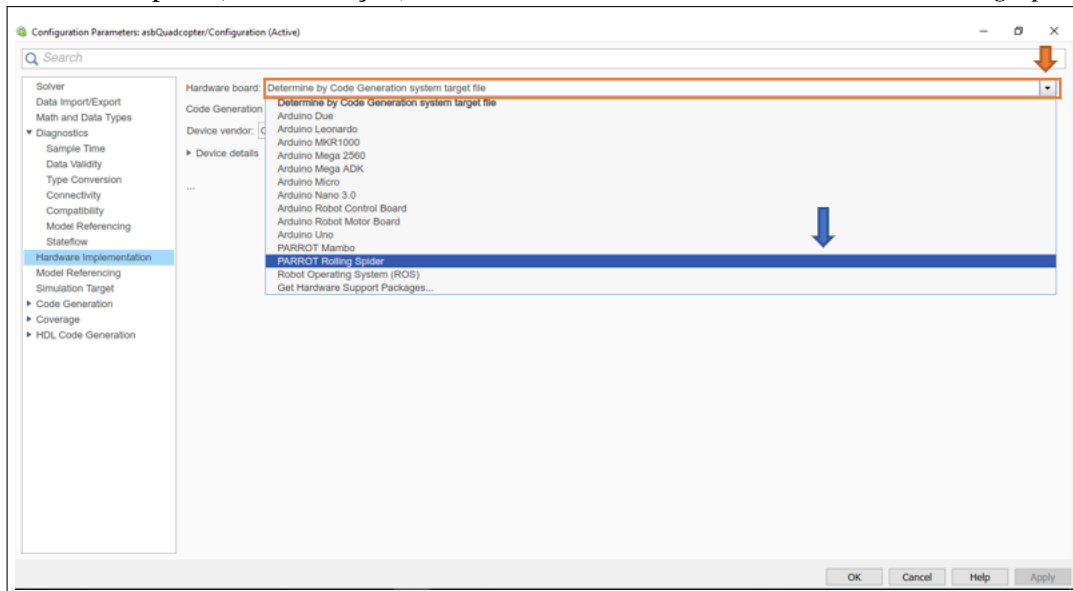 Configuration Parameters: asbQuadcopter/Configuration (Active)
Search
Solver
Data Import/Export
Math and Data Types
Diagnostics
Sample Time
Data Validity
Type Conversion
Connectivity
Compatibility
Model Referencing
Stateflow
Hardware Implementation
Model Referencing
Simulation Target
Code Generation
Coverage
HDL Code Generation
Hardware board: Determine by Code Generation system target file
Code Generation
Device vendor:
Device details
...
Determine by Code Generation system target file
Arduino Due
Arduino Leonardo
Arduino MKR1000
Arduino Mega 2560
Arduino Mega ADK
Arduino Micro
Arduino Nano 3.0
Arduino Robot Control Board
Arduino Robot Motor Board
Arduino Uno
PARROT Mambo
PARROT Rolling Spider
Robot Operating System (ROS)
Get Hardware Support Packages...
OK Cancel Help Apply